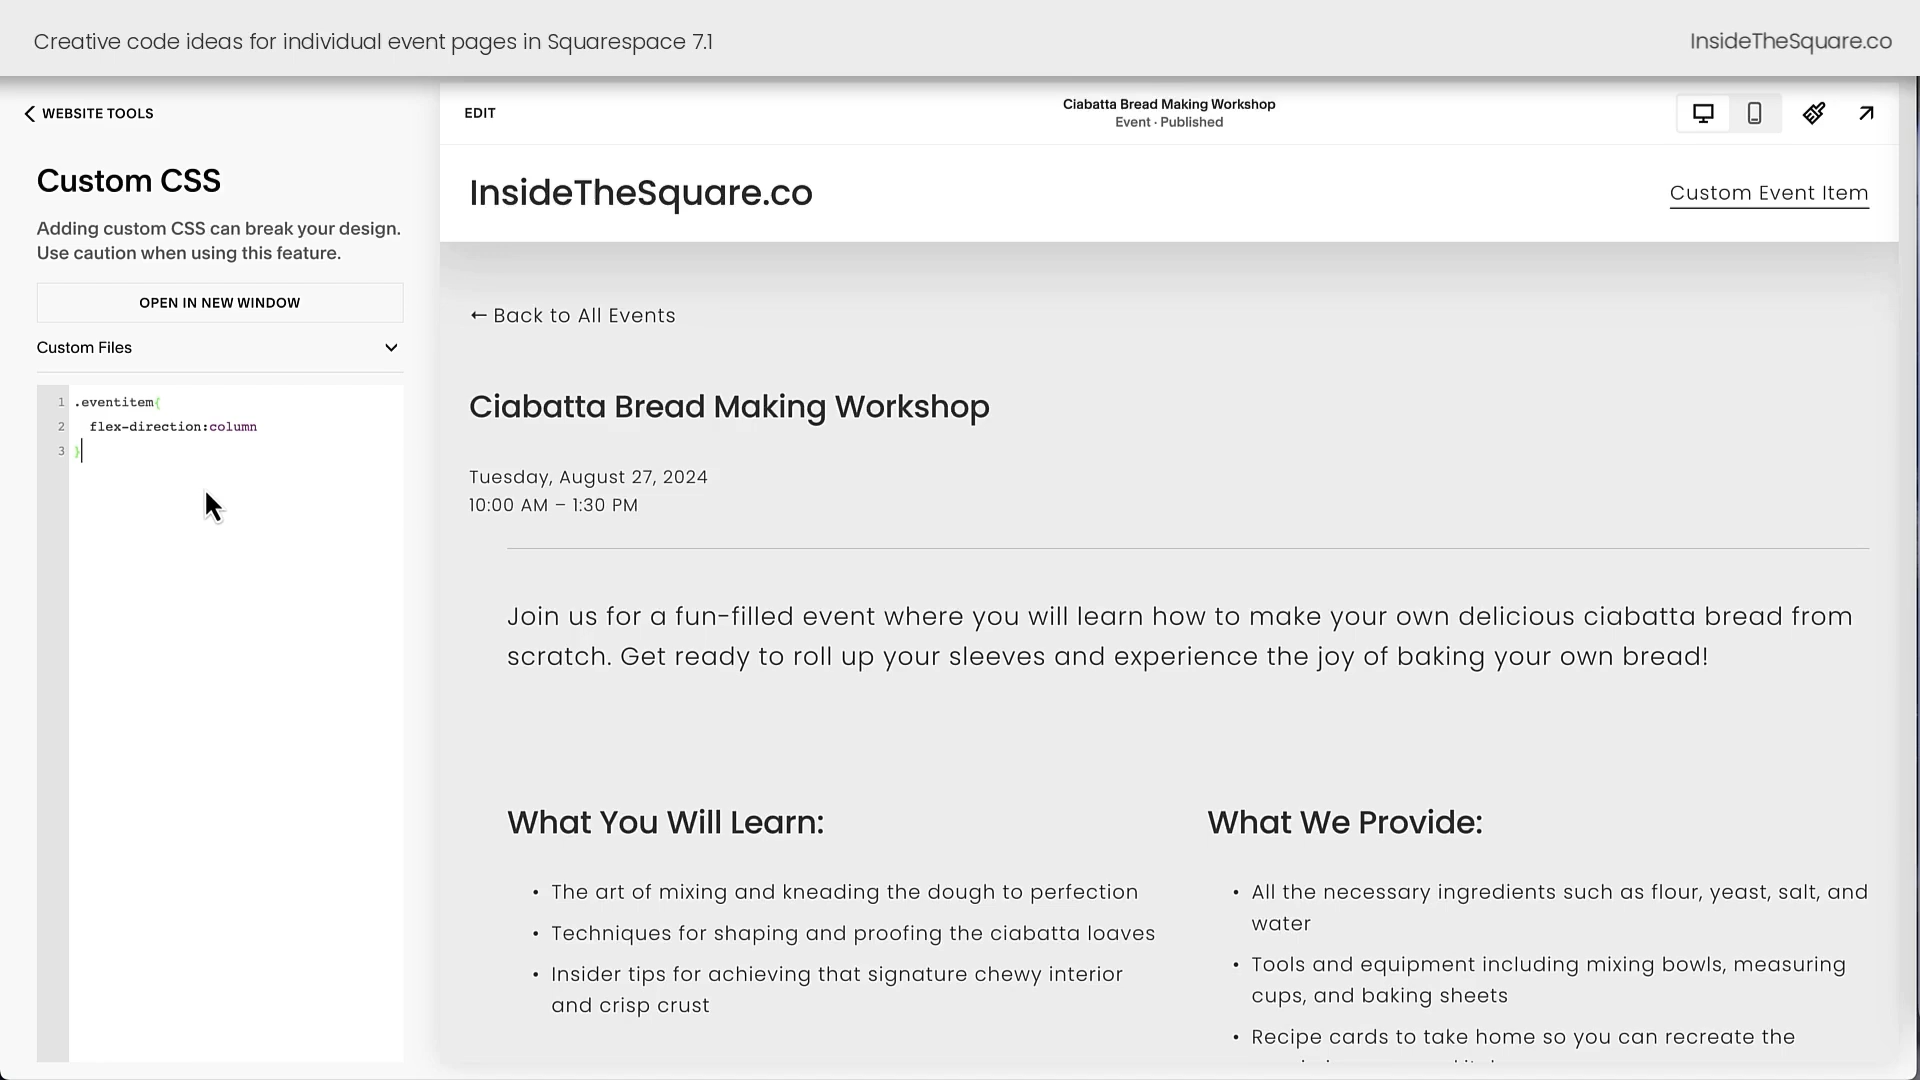 Creative code ideas for individual event pages in Squarespace 7.1
InsideTheSquare.co
WEBSITE TOOLS
Custom CSS
Adding custom CSS can break your design.
Use caution when using this feature.
OPEN IN NEW WINDOW
Custom Files
1 .eventitem{
2 flex-direction:column
3 }
EDIT
Ciabatta Bread Making Workshop
Event · Published
InsideTheSquare.co
Custom Event Item
← Back to All Events
Ciabatta Bread Making Workshop
Tuesday, August 27, 2024
10:00 AM – 1:30 PM
Join us for a fun-filled event where you will learn how to make your own delicious ciabatta bread from
scratch. Get ready to roll up your sleeves and experience the joy of baking your own bread!
What You Will Learn:
• The art of mixing and kneading the dough to perfection
• Techniques for shaping and proofing the ciabatta loaves
• Insider tips for achieving that signature chewy interior
and crisp crust
What We Provide:
• All the necessary ingredients such as flour, yeast, salt, and
water
• Tools and equipment including mixing bowls, measuring
cups, and baking sheets
• Recipe cards to take home so you can recreate the